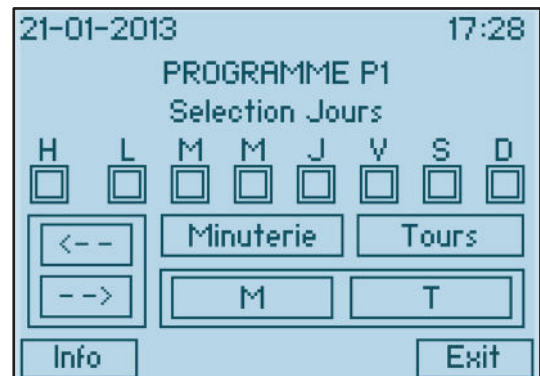 21-01-2013 17:28
PROGRAMME P1
Selection Jours
H L M M J V S D
<-- Minuterie Tours
--> M T
Info Exit